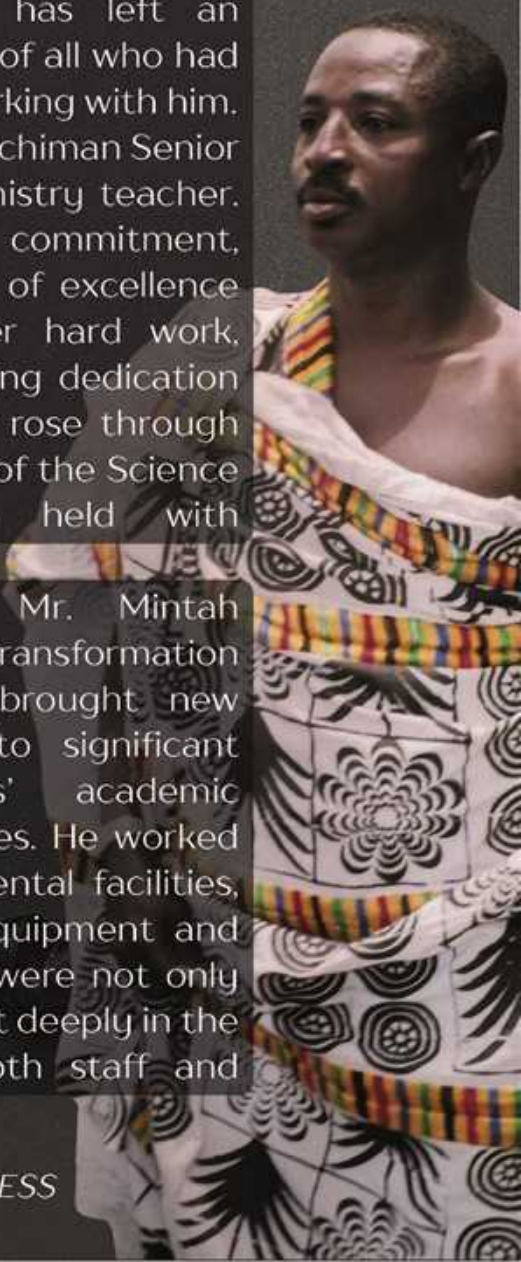 has left an
of all who had
rking with him.
chiman Senior
nistry teacher.
commitment,
of excellence
er hard work,
ng dedication
rose through
of the Science
held with
Mr. Mintah
ransformation
brought new
to significant
s' academic
es. He worked
ental facilities,
quipment and
were not only
t deeply in the
oth staff and
ESS